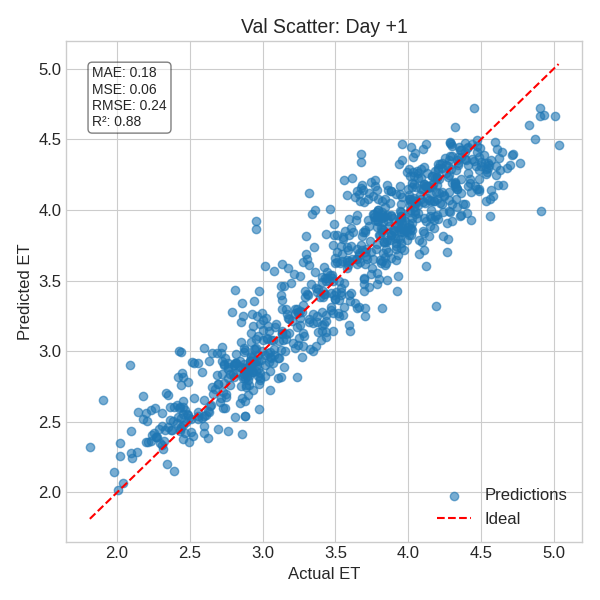 Val Scatter: Day +1
MAE: 0.18
MSE: 0.06
RMSE: 0.24
R²: 0.88
5.0
4.5
4.0
3.5
3.0
2.5
2.0
Predicted ET
Predictions
Ideal
2.0 2.5 3.0 3.5 4.0 4.5 5.0
Actual ET